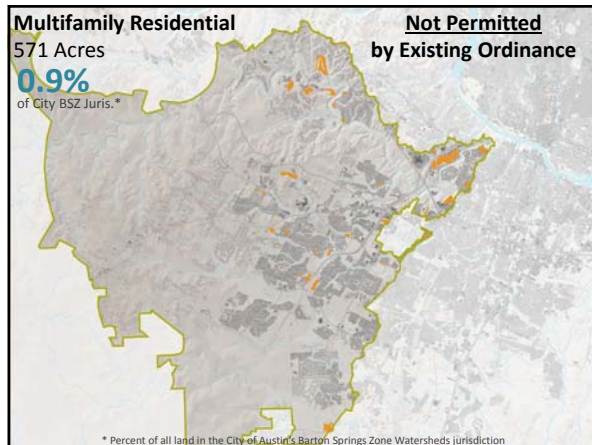 Multifamily Residential
571 Acres
0.9%
of City BSZ Juris.*
Not Permitted
by Existing Ordinance
* Percent of all land in the City of Austin's Barton Springs Zone Watersheds jurisdiction